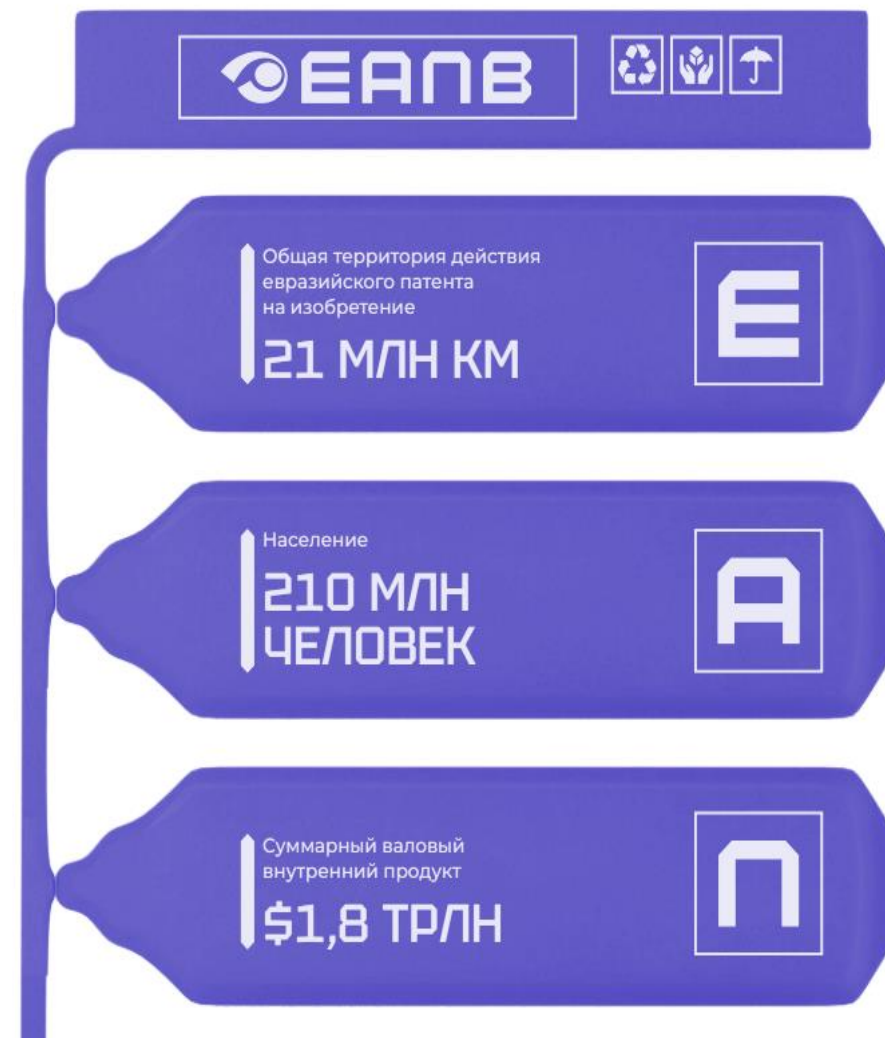 ЕАПВ
Общая территория действия
евразийского патента
на изобретение
21 МЛН КМ
Е
Население
210 МЛН
ЧЕЛОВЕК
А
Суммарный валовый
внутренний продукт
$1,8 ТРЛН
П